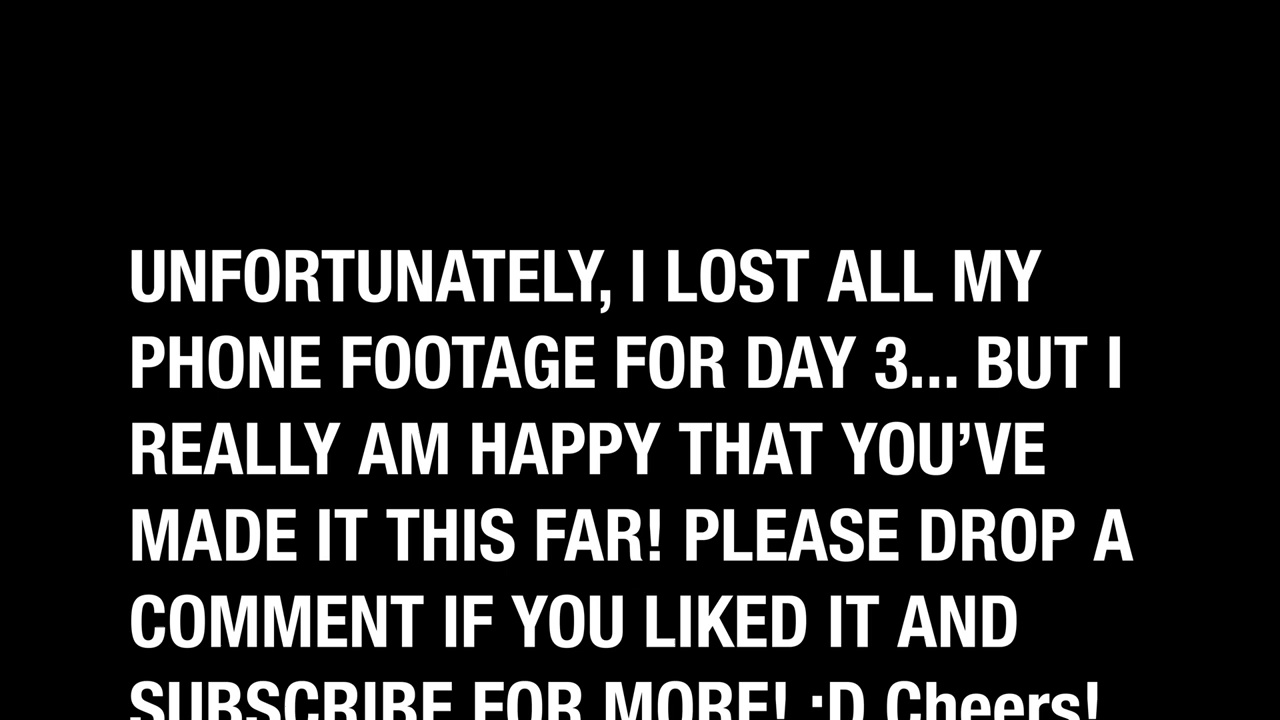 UNFORTUNATELY, I LOST ALL MY
PHONE FOOTAGE FOR DAY 3... BUT I
REALLY AM HAPPY THAT YOU’VE
MADE IT THIS FAR! PLEASE DROP A
COMMENT IF YOU LIKED IT AND
SUBSCRIBE FOR MORE! :D Cheers!